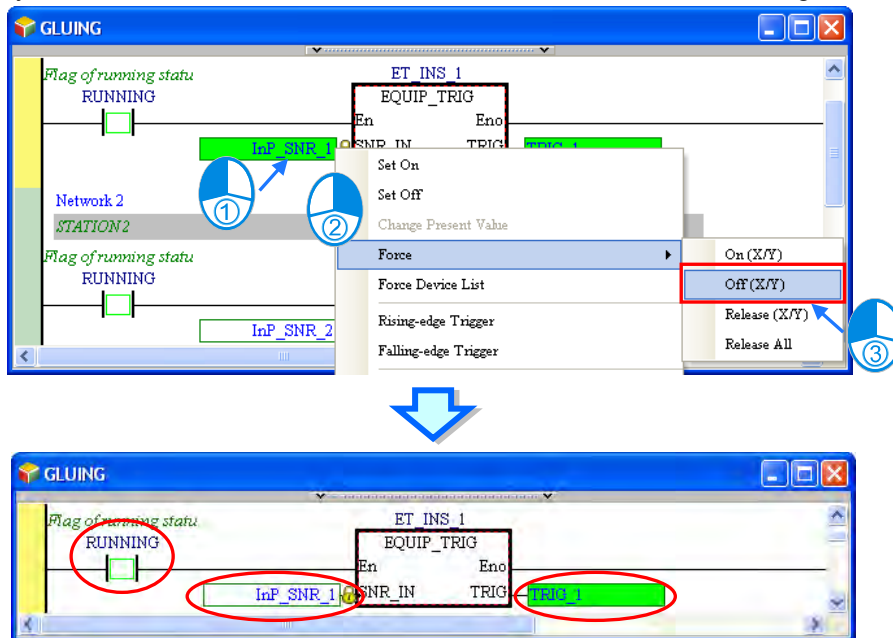 GLUING
Flag of running statu
ET_INS_1
RUNNING
EQUIP_TRIG
En Eno
InP_SNR_1 SNR_IN TRIG TRIG_1
Set On
Set Off
Network 2
Change Present Value
STATION2
Flag of running statu
Force
On (X/Y)
RUNNING
Force Device List
Off (X/Y)
Rising-edge Trigger
Release (X/Y)
InP_SNR_2
Falling-edge Trigger
Release All
1
2
3
GLUING
Flag of running statu
ET_INS_1
RUNNING
EQUIP_TRIG
En Eno
InP_SNR_1 SNR_IN TRIG TRIG_1